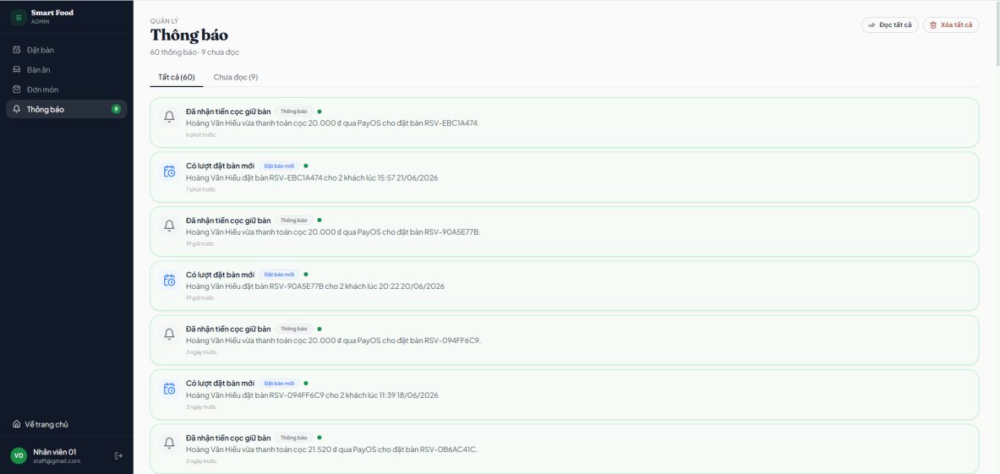 Smart Food
ADMIN
Đặt bàn
Bàn ăn
Đơn món
Thông báo 9
Về trang chủ
V0
Nhân viên 01
staff@gmail.com
QUẢN LÝ
Thông báo
60 thông báo · 9 chưa đọc
Đọc tất cả
Xóa tất cả
Tất cả (60)
Chưa đọc (9)
Đã nhận tiền cọc giữ bàn Thông báo
Hoàng Văn Hiếu vừa thanh toán cọc 20.000 ₫ qua PayOS cho đặt bàn RSV-EBC1A474.
6 phút trước
Có lượt đặt bàn mới Đặt bàn mới
Hoàng Văn Hiếu đặt bàn RSV-EBC1A474 cho 2 khách lúc 15:57 21/06/2026
7 phút trước
Đã nhận tiền cọc giữ bàn Thông báo
Hoàng Văn Hiếu vừa thanh toán cọc 20.000 ₫ qua PayOS cho đặt bàn RSV-90A5E77B.
19 giờ trước
Có lượt đặt bàn mới Đặt bàn mới
Hoàng Văn Hiếu đặt bàn RSV-90A5E77B cho 2 khách lúc 20:22 20/06/2026
19 giờ trước
Đã nhận tiền cọc giữ bàn Thông báo
Hoàng Văn Hiếu vừa thanh toán cọc 20.000 ₫ qua PayOS cho đặt bàn RSV-094FF6C9.
3 ngày trước
Có lượt đặt bàn mới Đặt bàn mới
Hoàng Văn Hiếu đặt bàn RSV-094FF6C9 cho 2 khách lúc 11:39 18/06/2026
3 ngày trước
Đã nhận tiền cọc giữ bàn Thông báo
Hoàng Văn Hiếu vừa thanh toán cọc 21.520 ₫ qua PayOS cho đặt bàn RSV-0B6AC41C.
3 ngày trước